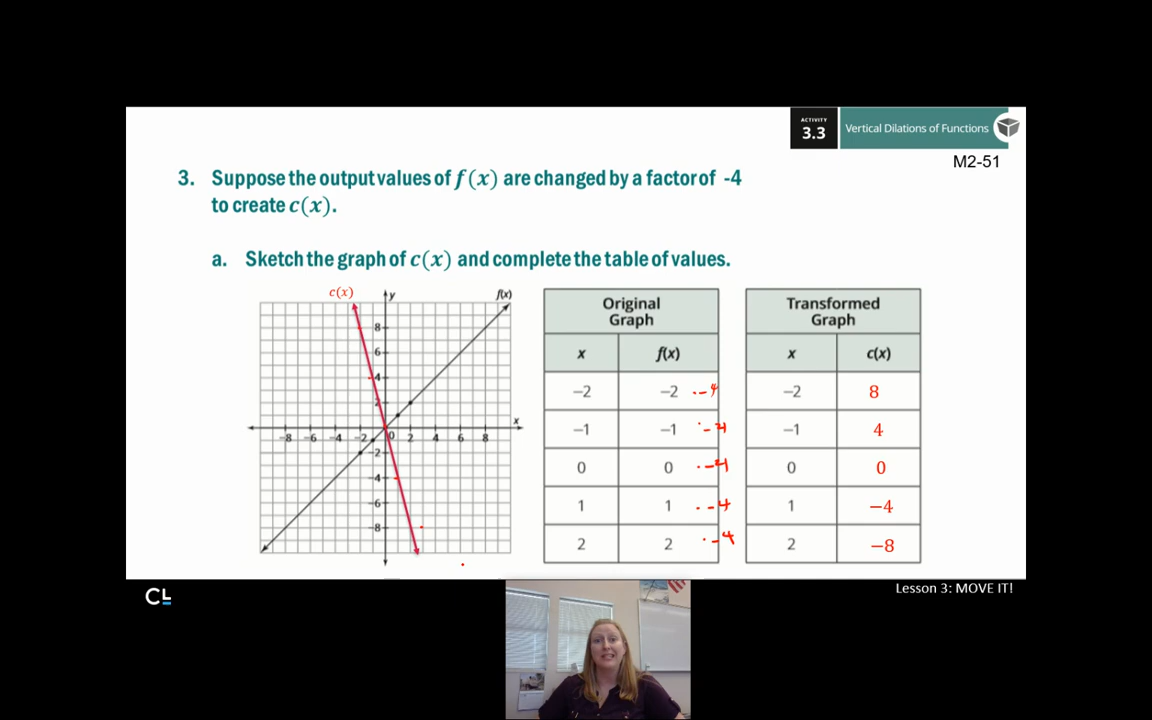 ACTIVITY
3.3
Vertical Dilations of Functions
M2-51
3. Suppose the output values of f(x) are changed by a factor of -4
to create c(x).
a. Sketch the graph of c(x) and complete the table of values.
c(x) y f(x)
8
6
4
2
x
-8 -6 -4 -2 0 2 4 6 8
-2
-4
-6
-8
Original Graph
x f(x)
-2 -2 · -4
-1 -1 · -4
0 0 · -4
1 1 · -4
2 2 · -4
Transformed Graph
x c(x)
-2 8
-1 4
0 0
1 -4
2 -8
CL
Lesson 3: MOVE IT!